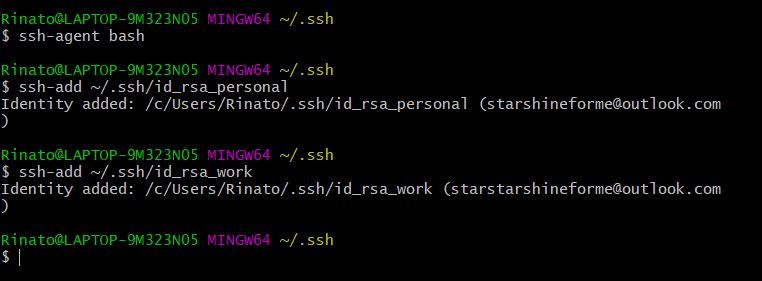 Rinato@LAPTOP-9M323N05 MINGW64 ~/.ssh
$ ssh-agent bash
Rinato@LAPTOP-9M323N05 MINGW64 ~/.ssh
$ ssh-add ~/.ssh/id_rsa_personal
Identity added: /c/Users/Rinato/.ssh/id_rsa_personal (starshineforme@outlook.com
)
Rinato@LAPTOP-9M323N05 MINGW64 ~/.ssh
$ ssh-add ~/.ssh/id_rsa_work
Identity added: /c/Users/Rinato/.ssh/id_rsa_work (starstarshineforme@outlook.com
)
Rinato@LAPTOP-9M323N05 MINGW64 ~/.ssh
$